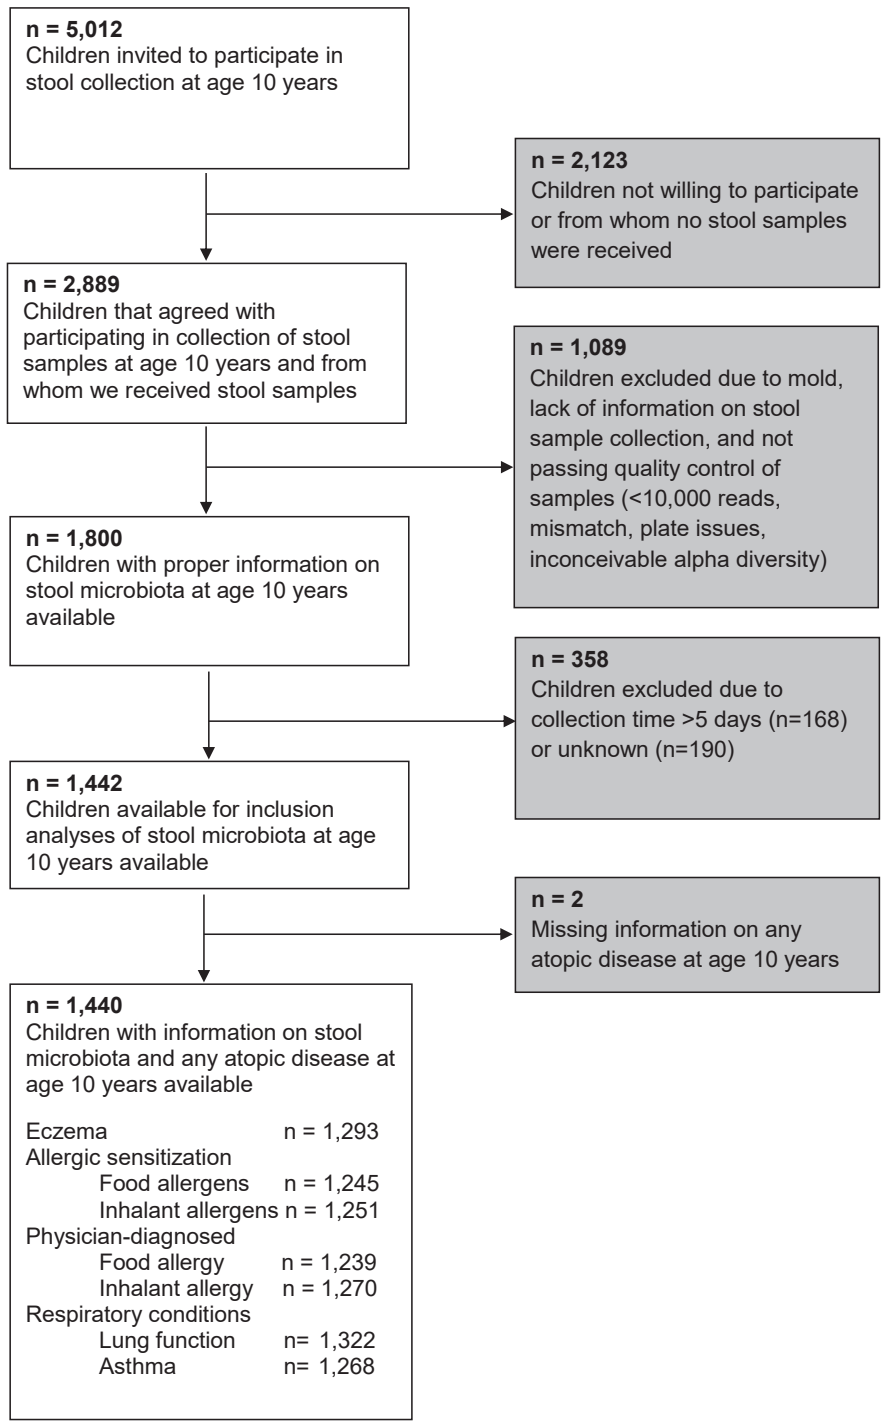 n = 5,012
Children invited to participate in
stool collection at age 10 years
n = 2,123
Children not willing to participate
or from whom no stool samples
were received
n = 2,889
Children that agreed with
participating in collection of stool
samples at age 10 years and from
whom we received stool samples
n = 1,089
Children excluded due to mold,
lack of information on stool
sample collection, and not
passing quality control of
samples (<10,000 reads,
mismatch, plate issues,
inconceivable alpha diversity)
n = 1,800
Children with proper information on
stool microbiota at age 10 years
available
n = 358
Children excluded due to
collection time >5 days (n=168)
or unknown (n=190)
n = 1,442
Children available for inclusion
analyses of stool microbiota at age
10 years available
n = 2
Missing information on any
atopic disease at age 10 years
n = 1,440
Children with information on stool
microbiota and any atopic disease at
age 10 years available
Eczema n = 1,293
Allergic sensitization
Food allergens n = 1,245
Inhalant allergens n = 1,251
Physician-diagnosed
Food allergy n = 1,239
Inhalant allergy n = 1,270
Respiratory conditions
Lung function n= 1,322
Asthma n= 1,268